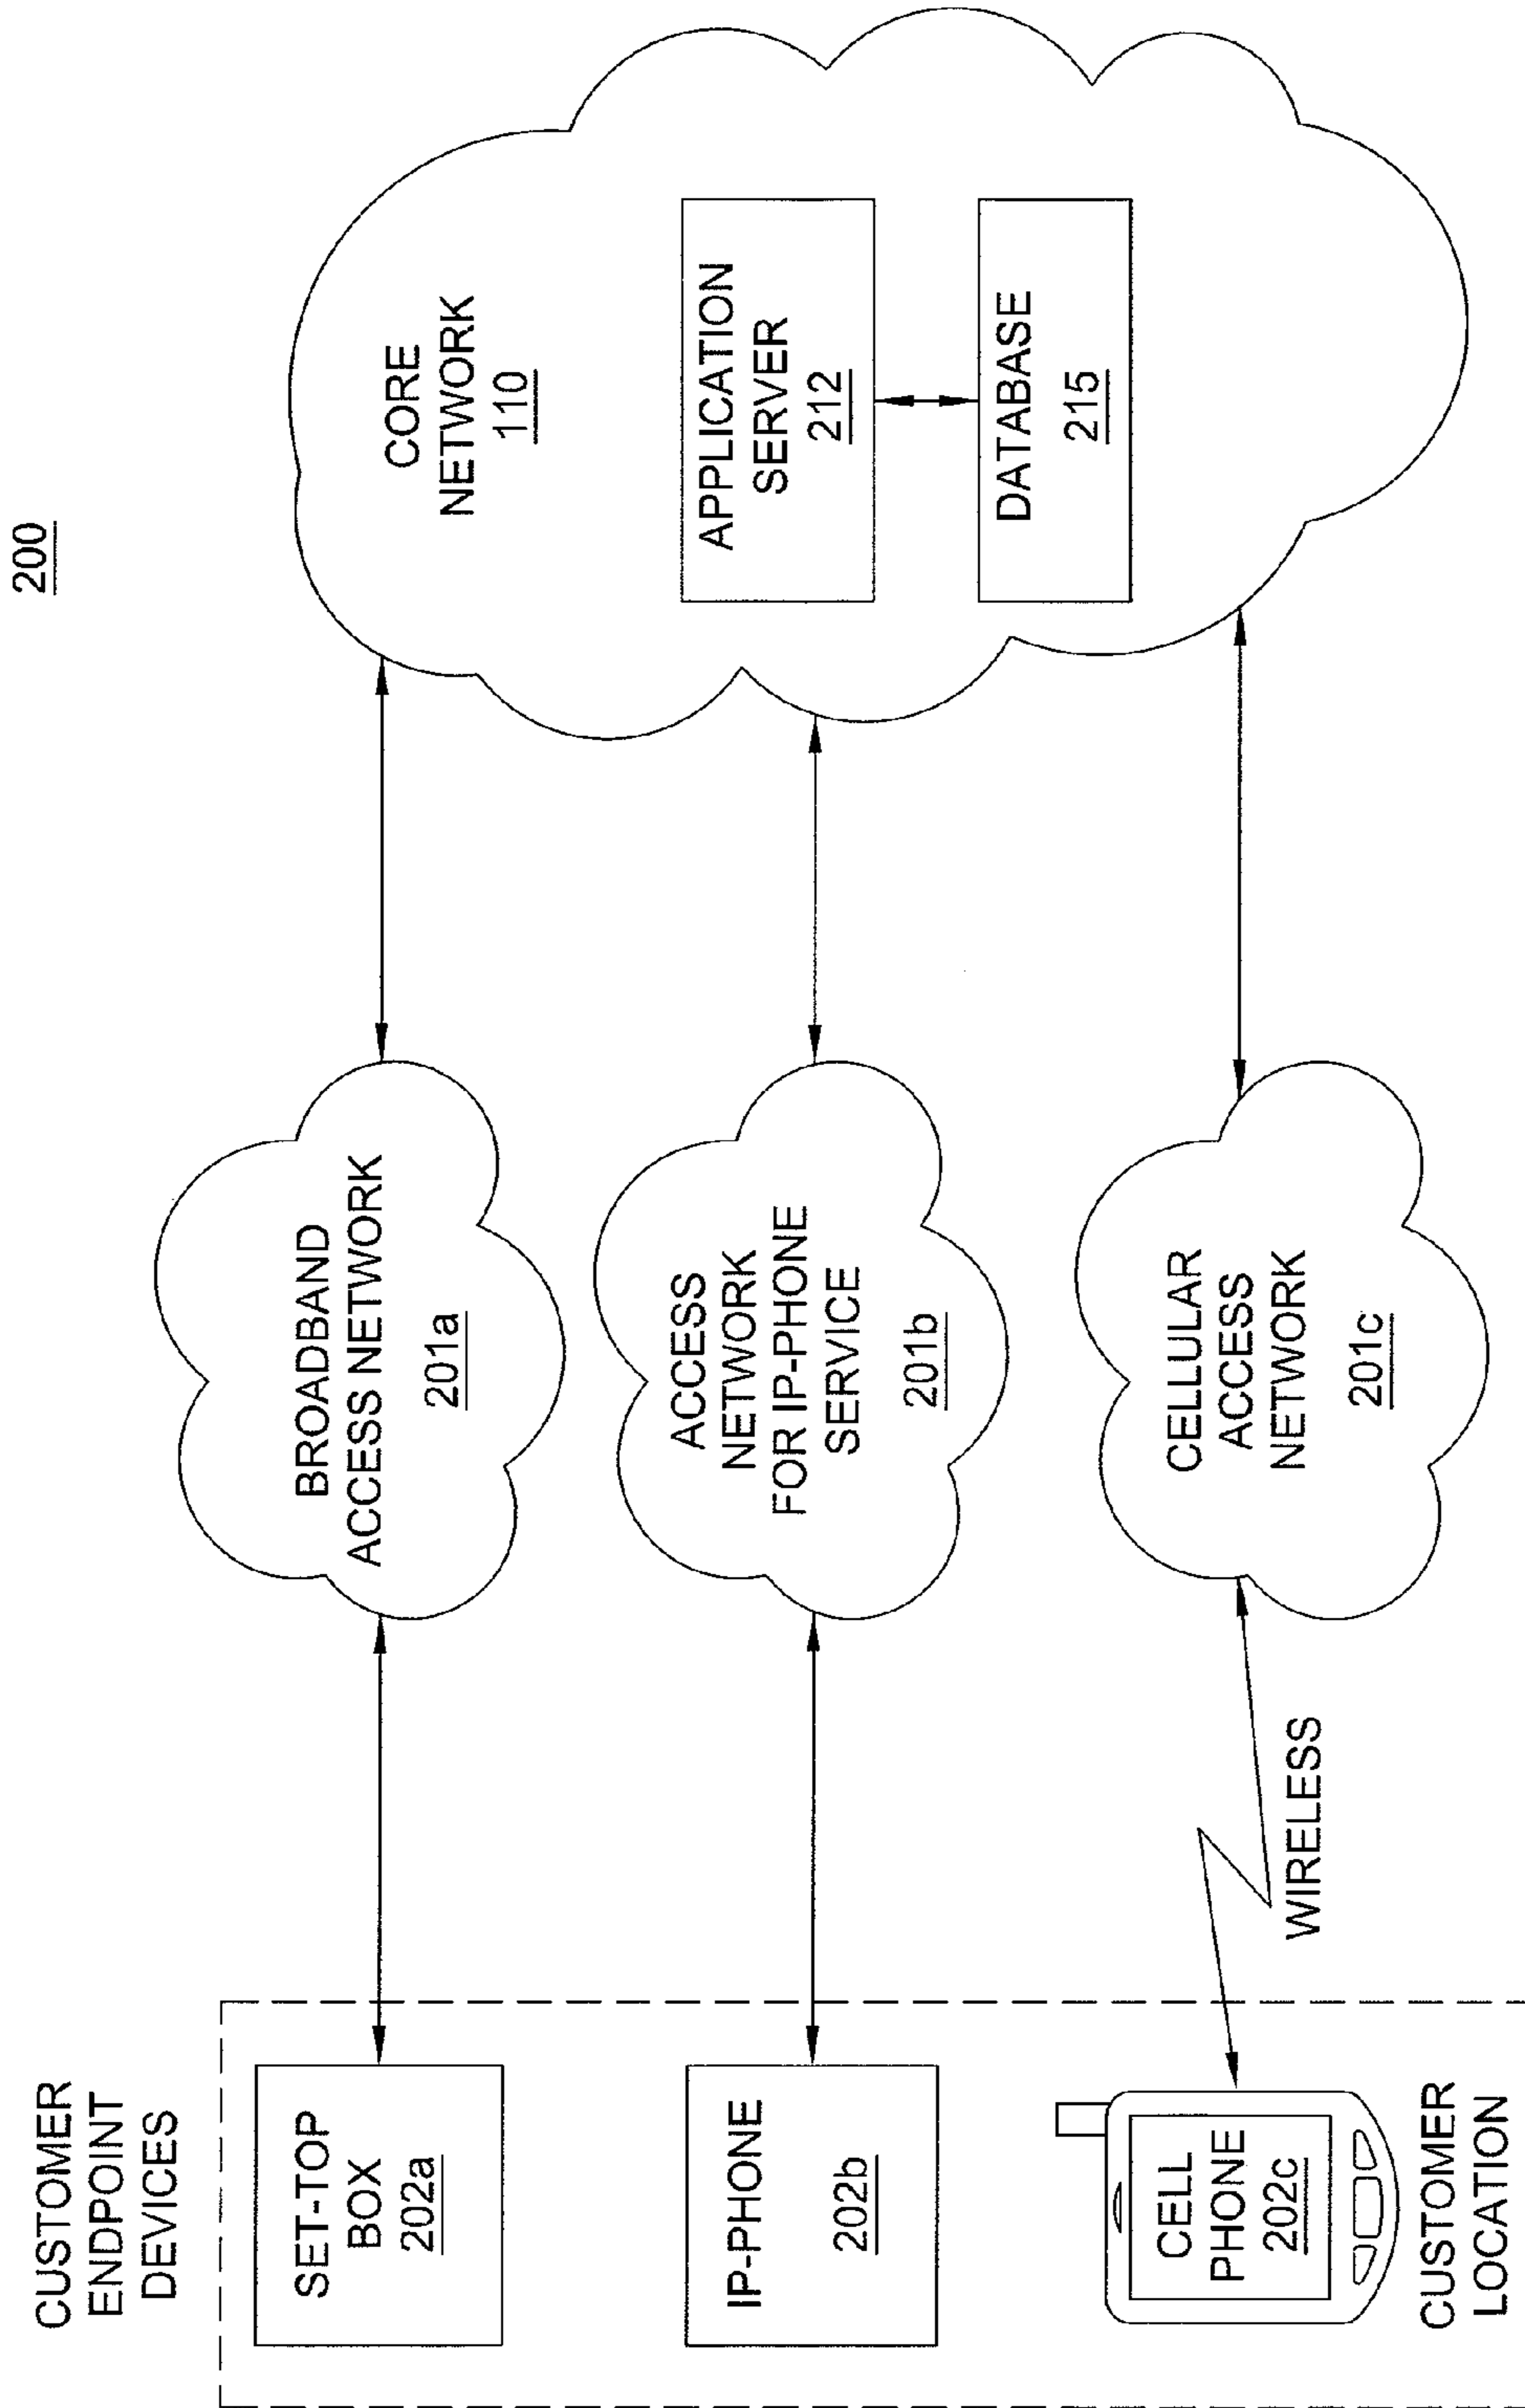 200
CUSTOMER
ENDPOINT
DEVICES
SET-TOP
BOX
202a
BROADBAND
ACCESS NETWORK
201a
CORE
NETWORK
110
IP-PHONE
202b
ACCESS
NETWORK
FOR IP-PHONE
SERVICE
201b
APPLICATION
SERVER
212
DATABASE
215
CELL
PHONE
202c
WIRELESS
CELLULAR
ACCESS
NETWORK
201c
CUSTOMER
LOCATION